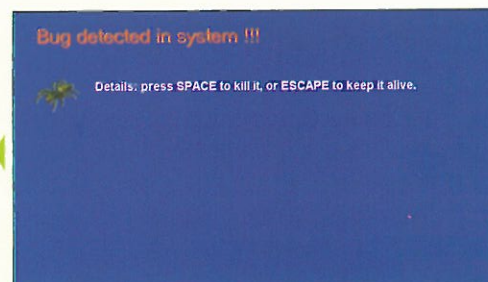 Bug detected in system !!!
Details: press SPACE to kill it, or ESCAPE to keep it alive.